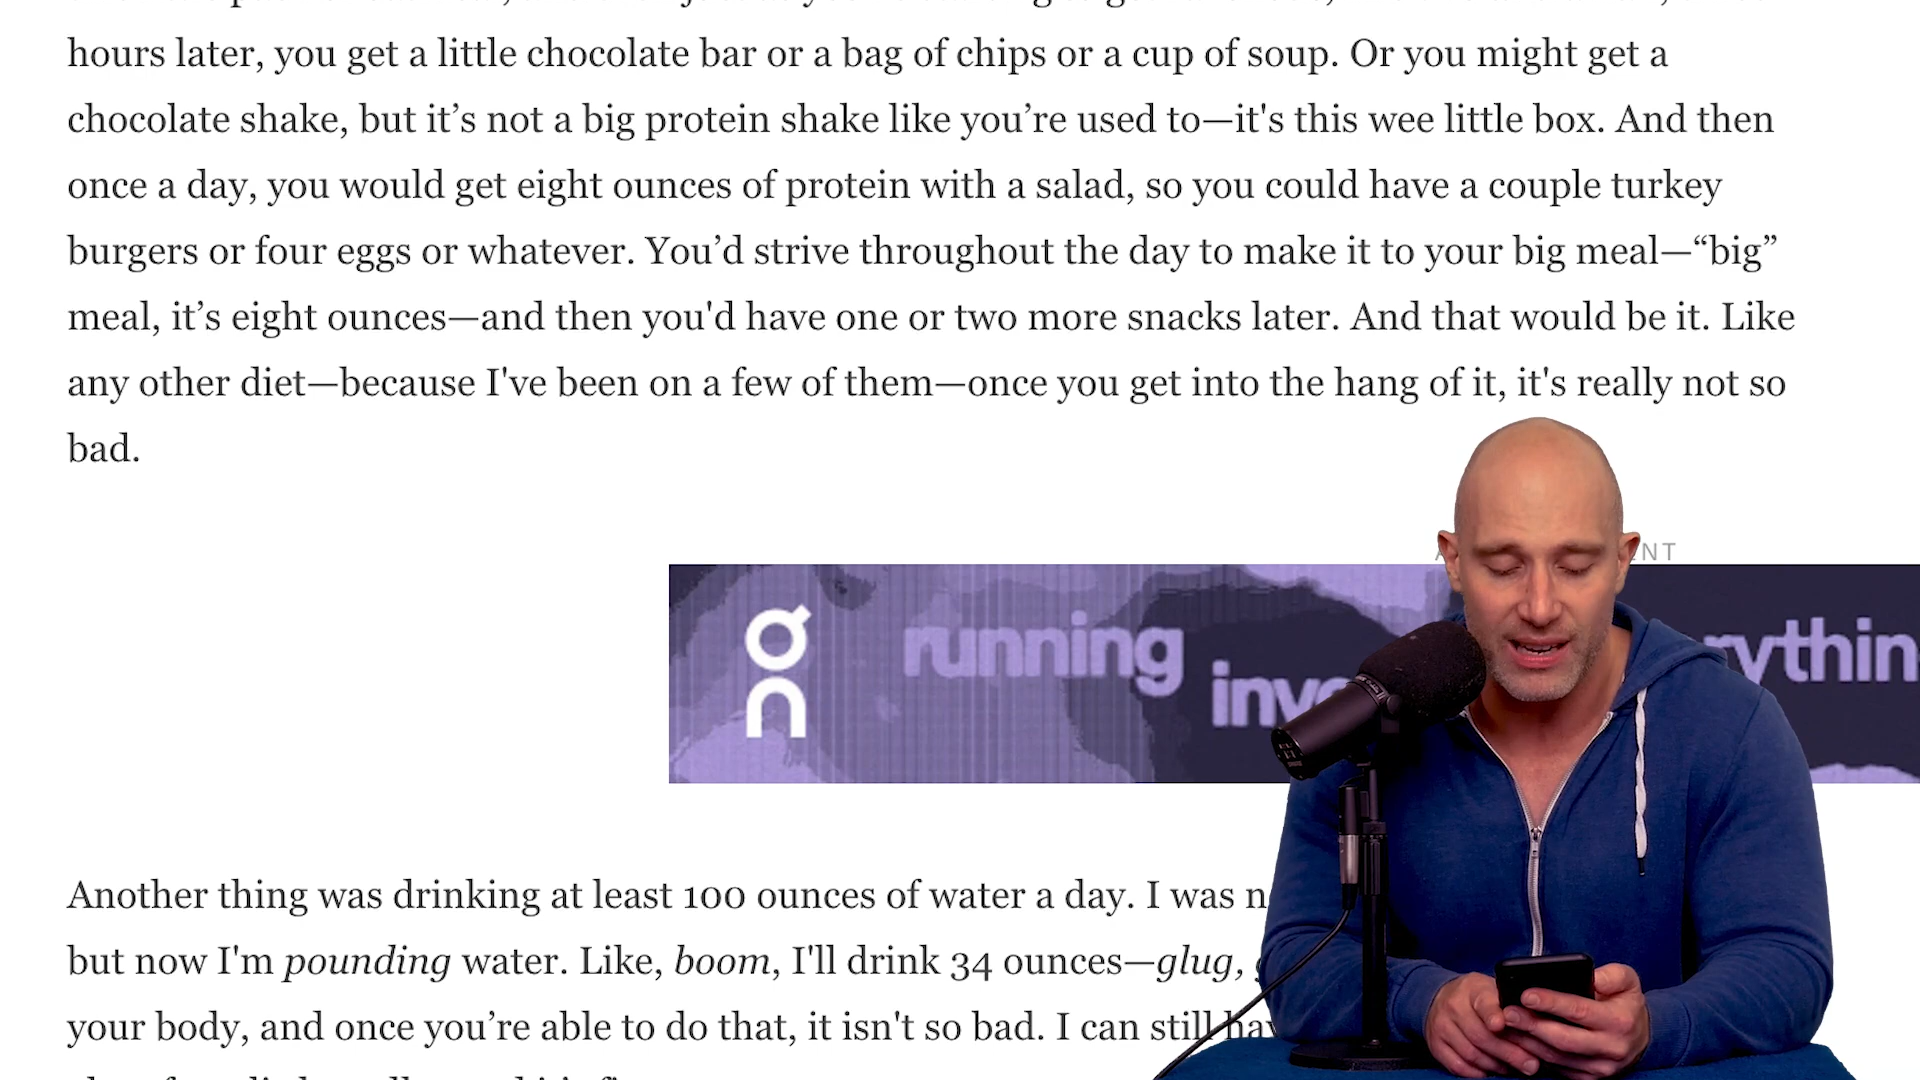 hours later, you get a little chocolate bar or a bag of chips or a cup of soup. Or you might get a
chocolate shake, but it’s not a big protein shake like you’re used to—it's this wee little box. And then
once a day, you would get eight ounces of protein with a salad, so you could have a couple turkey
burgers or four eggs or whatever. You’d strive throughout the day to make it to your big meal—“big”
meal, it’s eight ounces—and then you'd have one or two more snacks later. And that would be it. Like
any other diet—because I've been on a few of them—once you get into the hang of it, it's really not so
bad.
running
Another thing was drinking at least 100 ounces of water a day. I was
but now I'm pounding water. Like, boom, I'll drink 34 ounces—glug,
your body, and once you’re able to do that, it isn't so bad. I can still